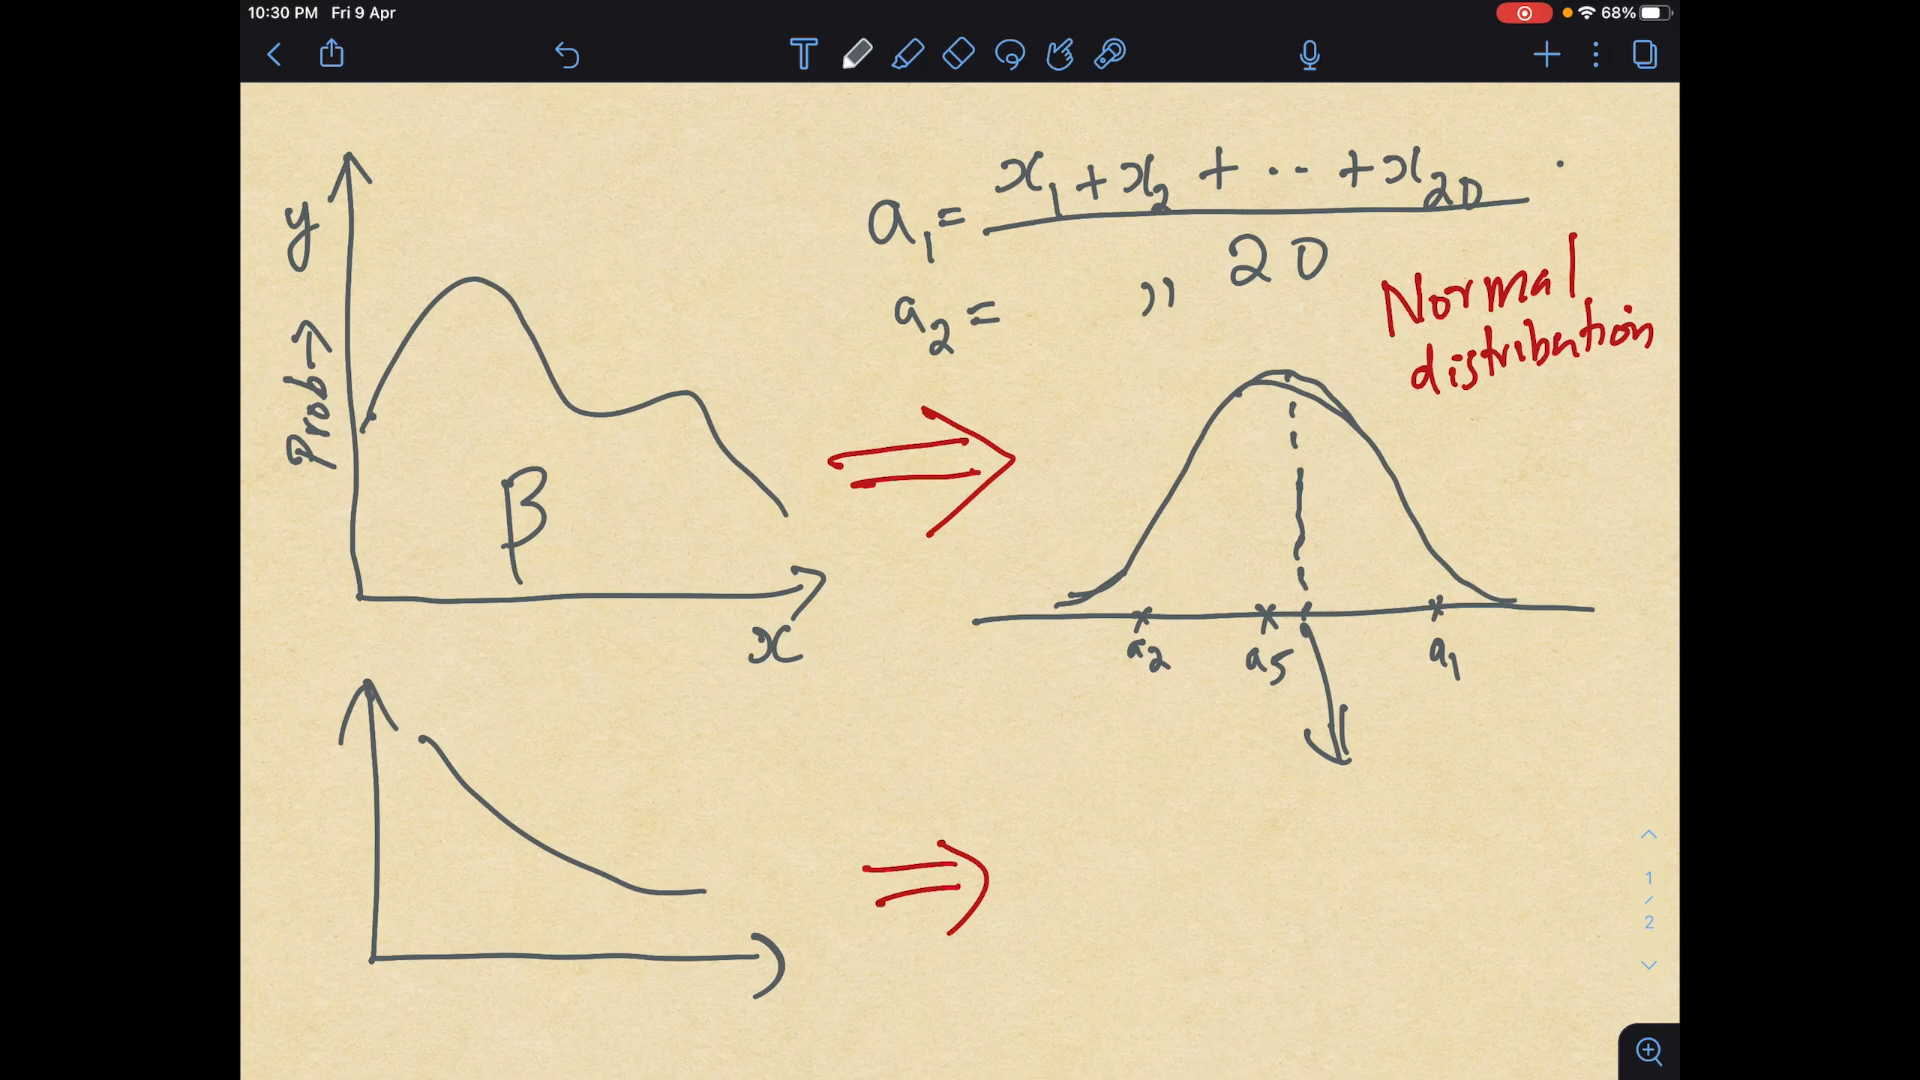 10:30 PM Fri 9 Apr
68%
y
Prob →
β
x
a₁ = x₁ + x₂ + ·· + x₂₀
20
a₂ = ,,
Normal
distribution
a₂ a₅ a₁
1
/
2